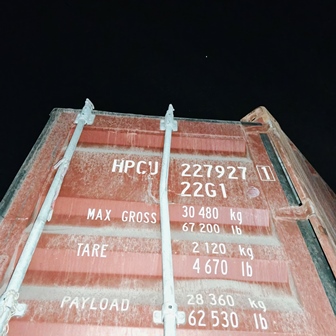 HPCU 227927 1
22G1
MAX GROSS 30 480 kg
67 200 lb
TARE 2 120 kg
4 670 lb
PAYLOAD 28 360 kg
62 530 lb